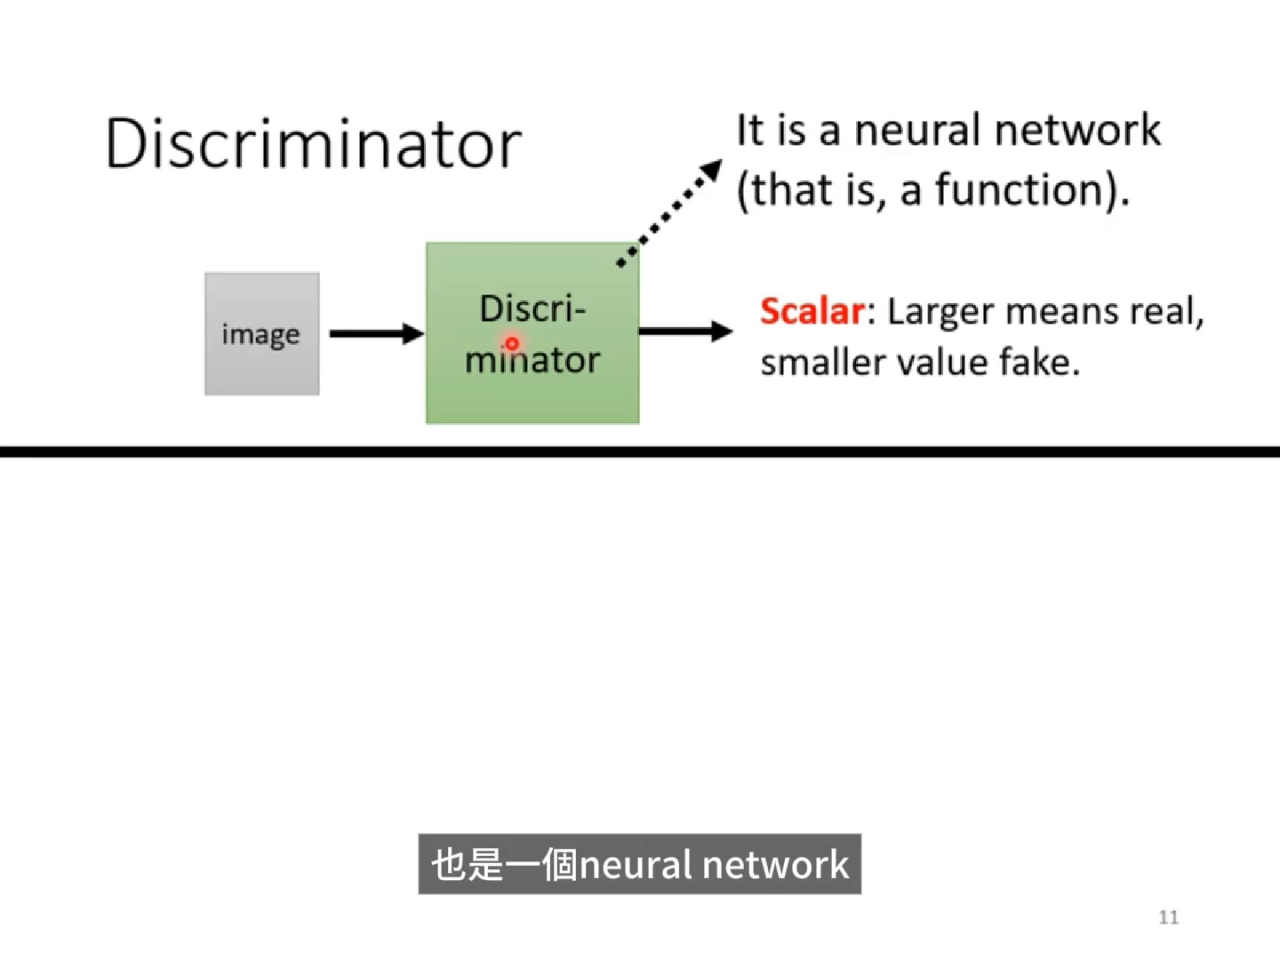 Discriminator
It is a neural network
(that is, a function).
image
Discri-
minator
Scalar: Larger means real,
smaller value fake.
也是一個neural network
11